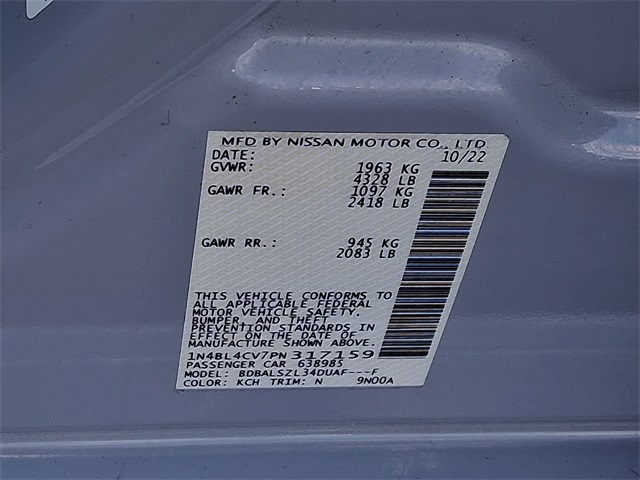 MFD BY NISSAN MOTOR CO., LTD
DATE: 10/22
GVWR: 1963 KG
4328 LB
GAWR FR.: 1097 KG
2418 LB
GAWR RR.: 945 KG
2083 LB
THIS VEHICLE CONFORMS TO
ALL APPLICABLE FEDERAL
MOTOR VEHICLE SAFETY,
BUMPER, AND THEFT
PREVENTION STANDARDS IN
EFFECT ON THE DATE OF
MANUFACTURE SHOWN ABOVE.
1N4BL4CV7PN317159
PASSENGER CAR 638985
MODEL: BDBALSZL34DUAF---F
COLOR: KCH TRIM: N 9N00A